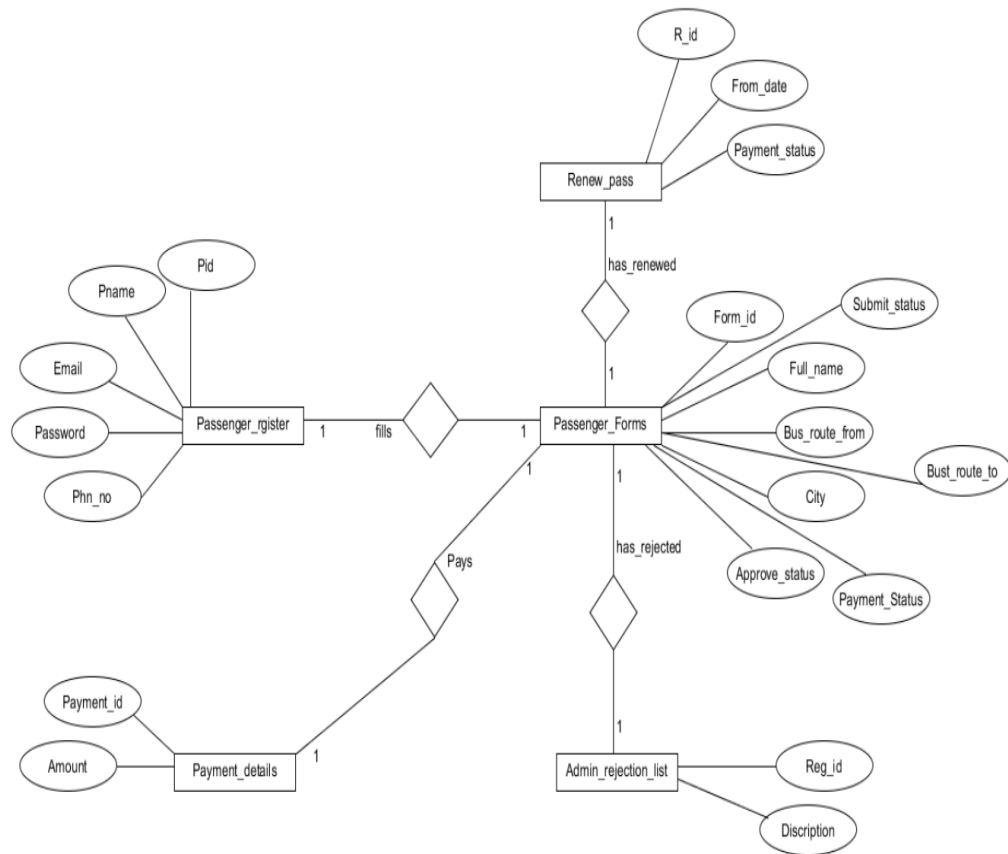 R_id
From_date
Payment_status
Renew_pass
1
has_renewed
Pid
Pname
Form_id
Submit_status
Email
1
Full_name
Passenger_rgister
1
fills
1
Passenger_Forms
Password
Bus_route_from
Bust_route_to
1
1
Phn_no
City
has_rejected
Pays
Approve_status
Payment_Status
Payment_id
1
Amount
Payment_details
1
Admin_rejection_list
Reg_id
Discription